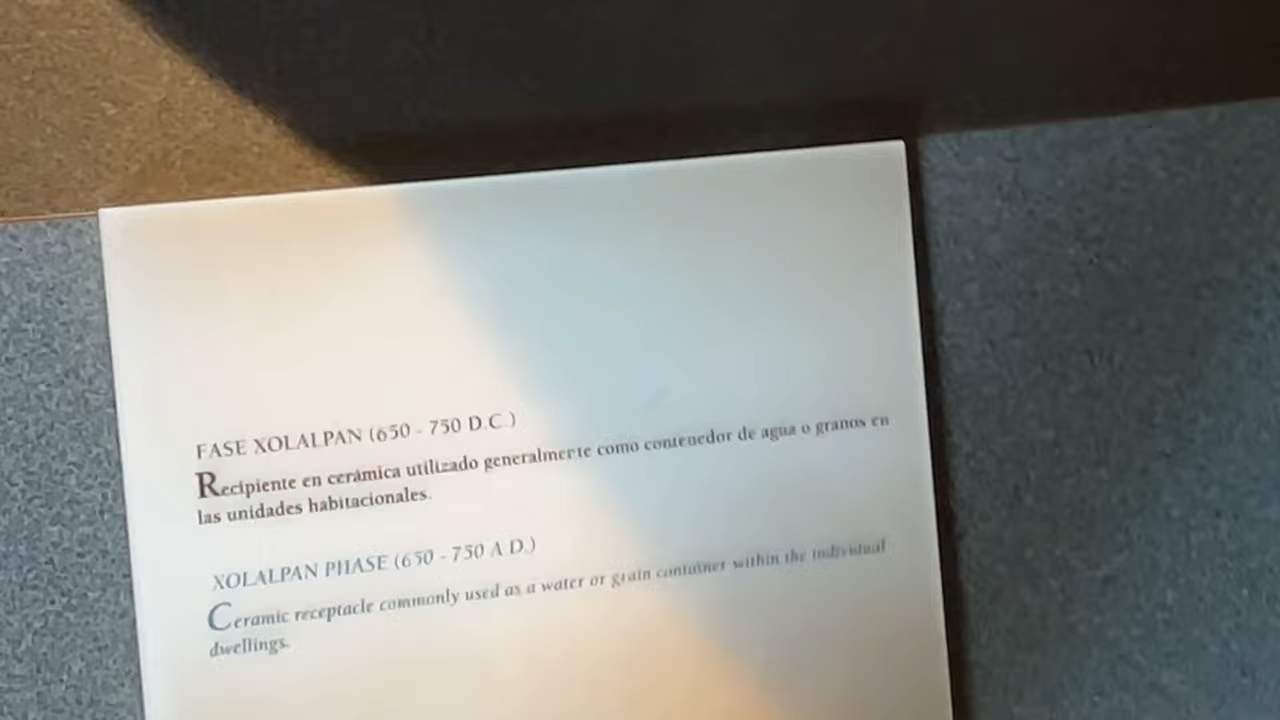 FASE XOLALPAN (650 - 750 D.C.)
Recipiente en cerámica utilizado generalmente como contenedor de agua o granos en
las unidades habitacionales.
XOLALPAN PHASE (650 - 750 A.D.)
Ceramic receptacle commonly used as a water or grain container within the individual
dwellings.